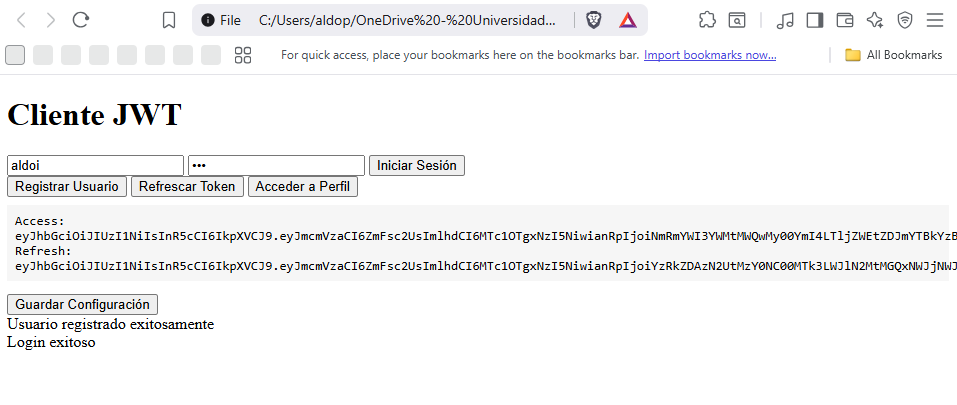 File C:/Users/aldop/OneDrive%20-%20Universidad...
For quick access, place your bookmarks here on the bookmarks bar. Import bookmarks now... All Bookmarks
Cliente JWT
aldoi ••• Iniciar Sesión
Registrar Usuario Refrescar Token Acceder a Perfil
Access:
eyJhbGciOiJIUzI1NiIsInR5cCI6IkpXVCJ9.eyJmcmVzaCI6ZmFsc2UsImlhdCI6MTc1OTgxNzI5NiwianRpIjoiNmRmYWI3YWMtMWQwMy00YmI4LTljZWEtZDJmYTBkYzB
Refresh:
eyJhbGciOiJIUzI1NiIsInR5cCI6IkpXVCJ9.eyJmcmVzaCI6ZmFsc2UsImlhdCI6MTc1OTgxNzI5NiwianRpIjoiYzRkZDAzN2UtMzY0NC00MTk3LWJlN2MtMGQxNWJjNWJ
Guardar Configuración
Usuario registrado exitosamente
Login exitoso